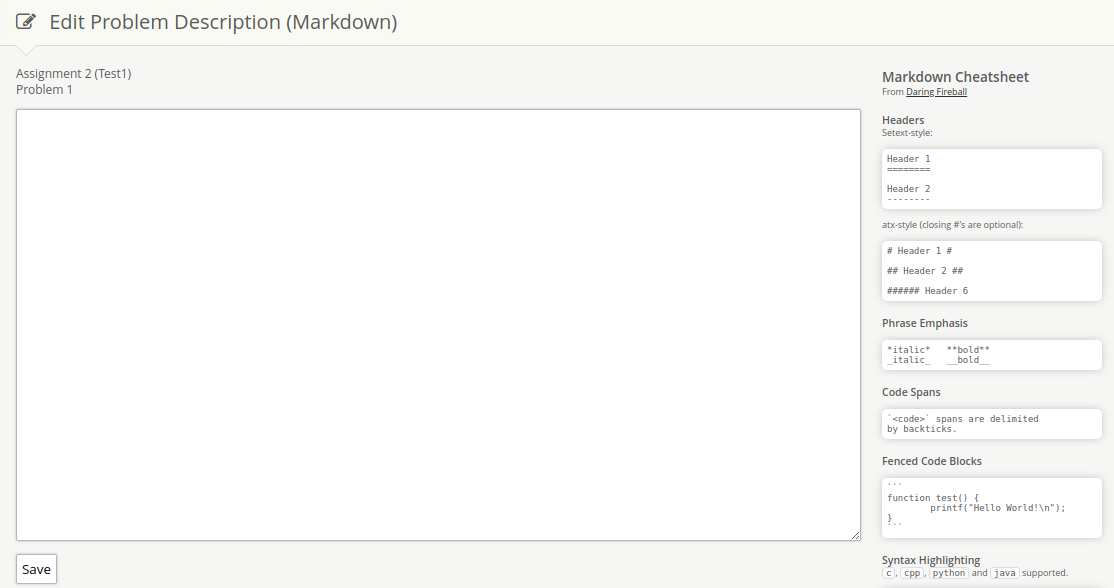 Edit Problem Description (Markdown)
Assignment 2 (Test1)
Problem 1
Save
Markdown Cheatsheet
From Daring Fireball
Headers
Setext-style:
Header 1
========
Header 2
--------
atx-style (closing #'s are optional):
# Header 1 #
## Header 2 ##
###### Header 6
Phrase Emphasis
*italic*   **bold**
_italic_   __bold__
Code Spans
`<code>` spans are delimited
by backticks.
Fenced Code Blocks
```
function test() {
        printf("Hello World!\n");
}
```
Syntax Highlighting
c, cpp, python and java supported.